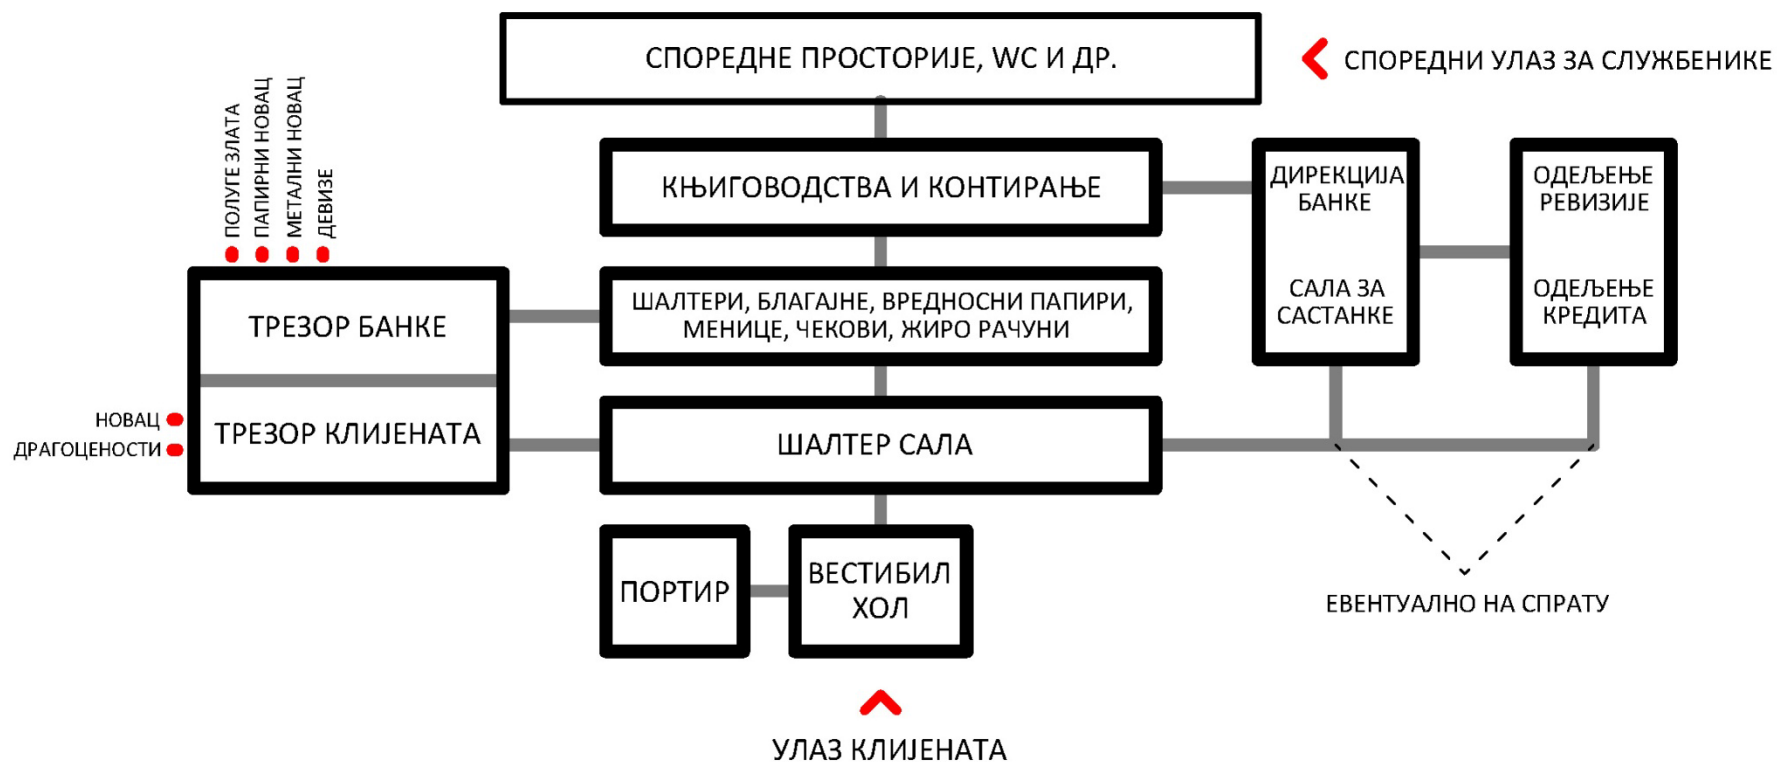 СПОРЕДНЕ ПРОСТОРИЈЕ, WC И ДР.
СПОРЕДНИ УЛАЗ ЗА СЛУЖБЕНИКЕ
ПОЛУГЕ ЗЛАТА
ПАПИРНИ НОВАЦ
МЕТАЛНИ НОВАЦ
ДЕВИЗЕ
КЊИГОВОДСТВА И КОНТИРАЊЕ
ДИРЕКЦИЈА
БАНКЕ
САЛА ЗА
САСТАНКЕ
ОДЕЉЕЊЕ
РЕВИЗИЈЕ
ОДЕЉЕЊЕ
КРЕДИТА
ТРЕЗОР БАНКЕ
ШАЛТЕРИ, БЛАГАЈНЕ, ВРЕДНОСНИ ПАПИРИ,
МЕНИЦЕ, ЧЕКОВИ, ЖИРО РАЧУНИ
НОВАЦ
ДРАГОЦЕНОСТИ
ТРЕЗОР КЛИЈЕНАТА
ШАЛТЕР САЛА
ПОРТИР
ВЕСТИБИЛ
ХОЛ
ЕВЕНТУАЛНО НА СПРАТУ
УЛАЗ КЛИЈЕНАТА